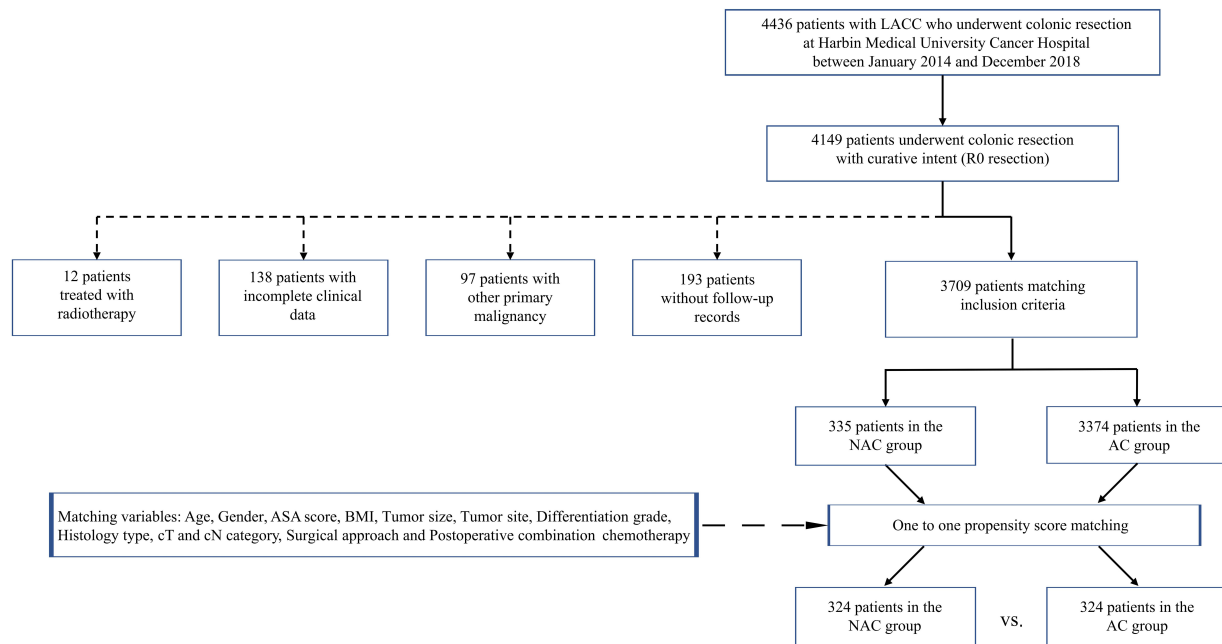 4436 patients with LACC who underwent colonic resection
at Harbin Medical University Cancer Hospital
between January 2014 and December 2018
4149 patients underwent colonic resection
with curative intent (R0 resection)
12 patients
treated with
radiotherapy
138 patients with
incomplete clinical
data
97 patients with
other primary
malignancy
193 patients
without follow-up
records
3709 patients matching
inclusion criteria
335 patients in the
NAC group
3374 patients in the
AC group
Matching variables: Age, Gender, ASA score, BMI, Tumor size, Tumor site, Differentiation grade,
Histology type, cT and cN category, Surgical approach and Postoperative combination chemotherapy
One to one propensity score matching
324 patients in the
NAC group
vs.
324 patients in the
AC group